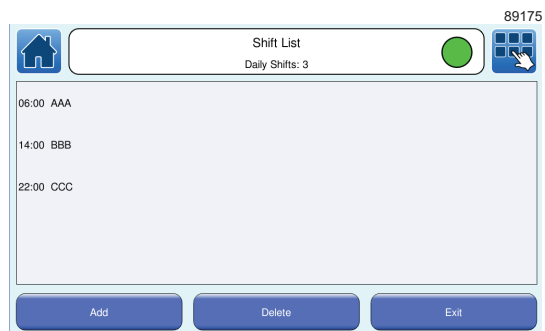 89175
Shift List
Daily Shifts: 3
06:00 AAA
14:00 BBB
22:00 CCC
Add
Delete
Exit